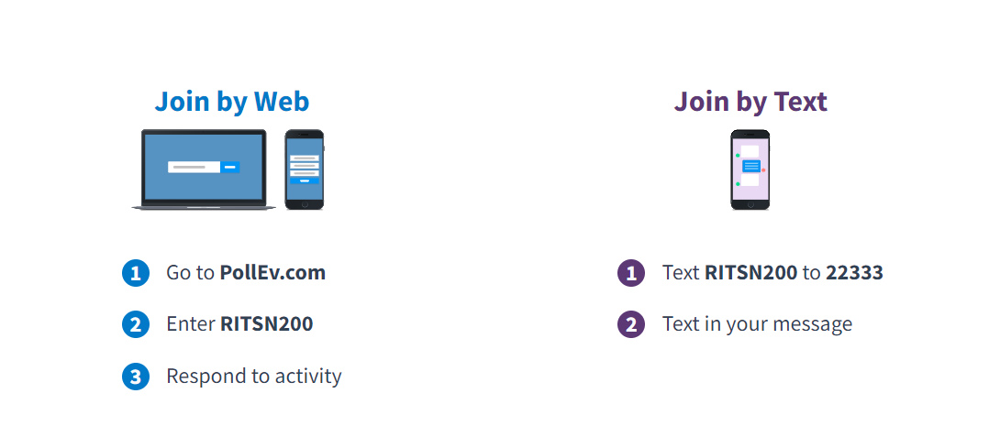 Join by Web
1 Go to PollEv.com
2 Enter RITSN200
3 Respond to activity
Join by Text
1 Text RITSN200 to 22333
2 Text in your message